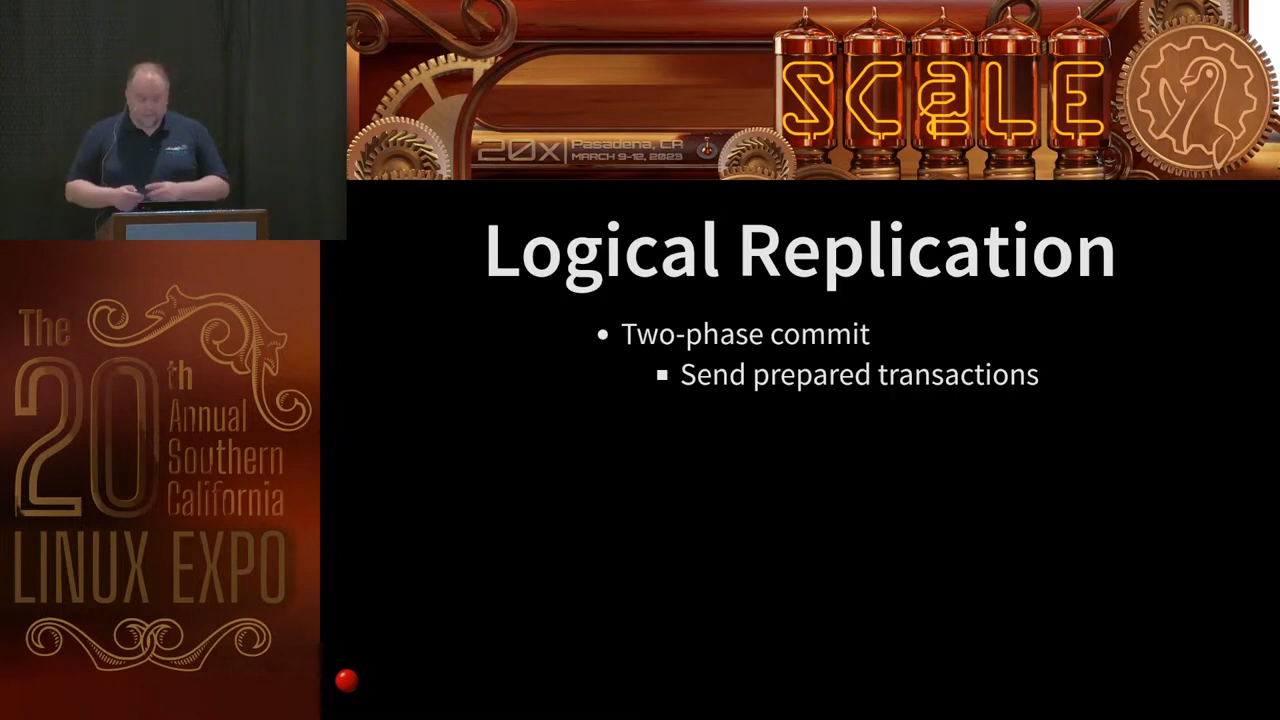 SCaLE
20x
Pasadena, CA
MARCH 9-12, 2023
Logical Replication
Two-phase commit
Send prepared transactions
The
20th
Annual
Southern
California
LINUX EXPO